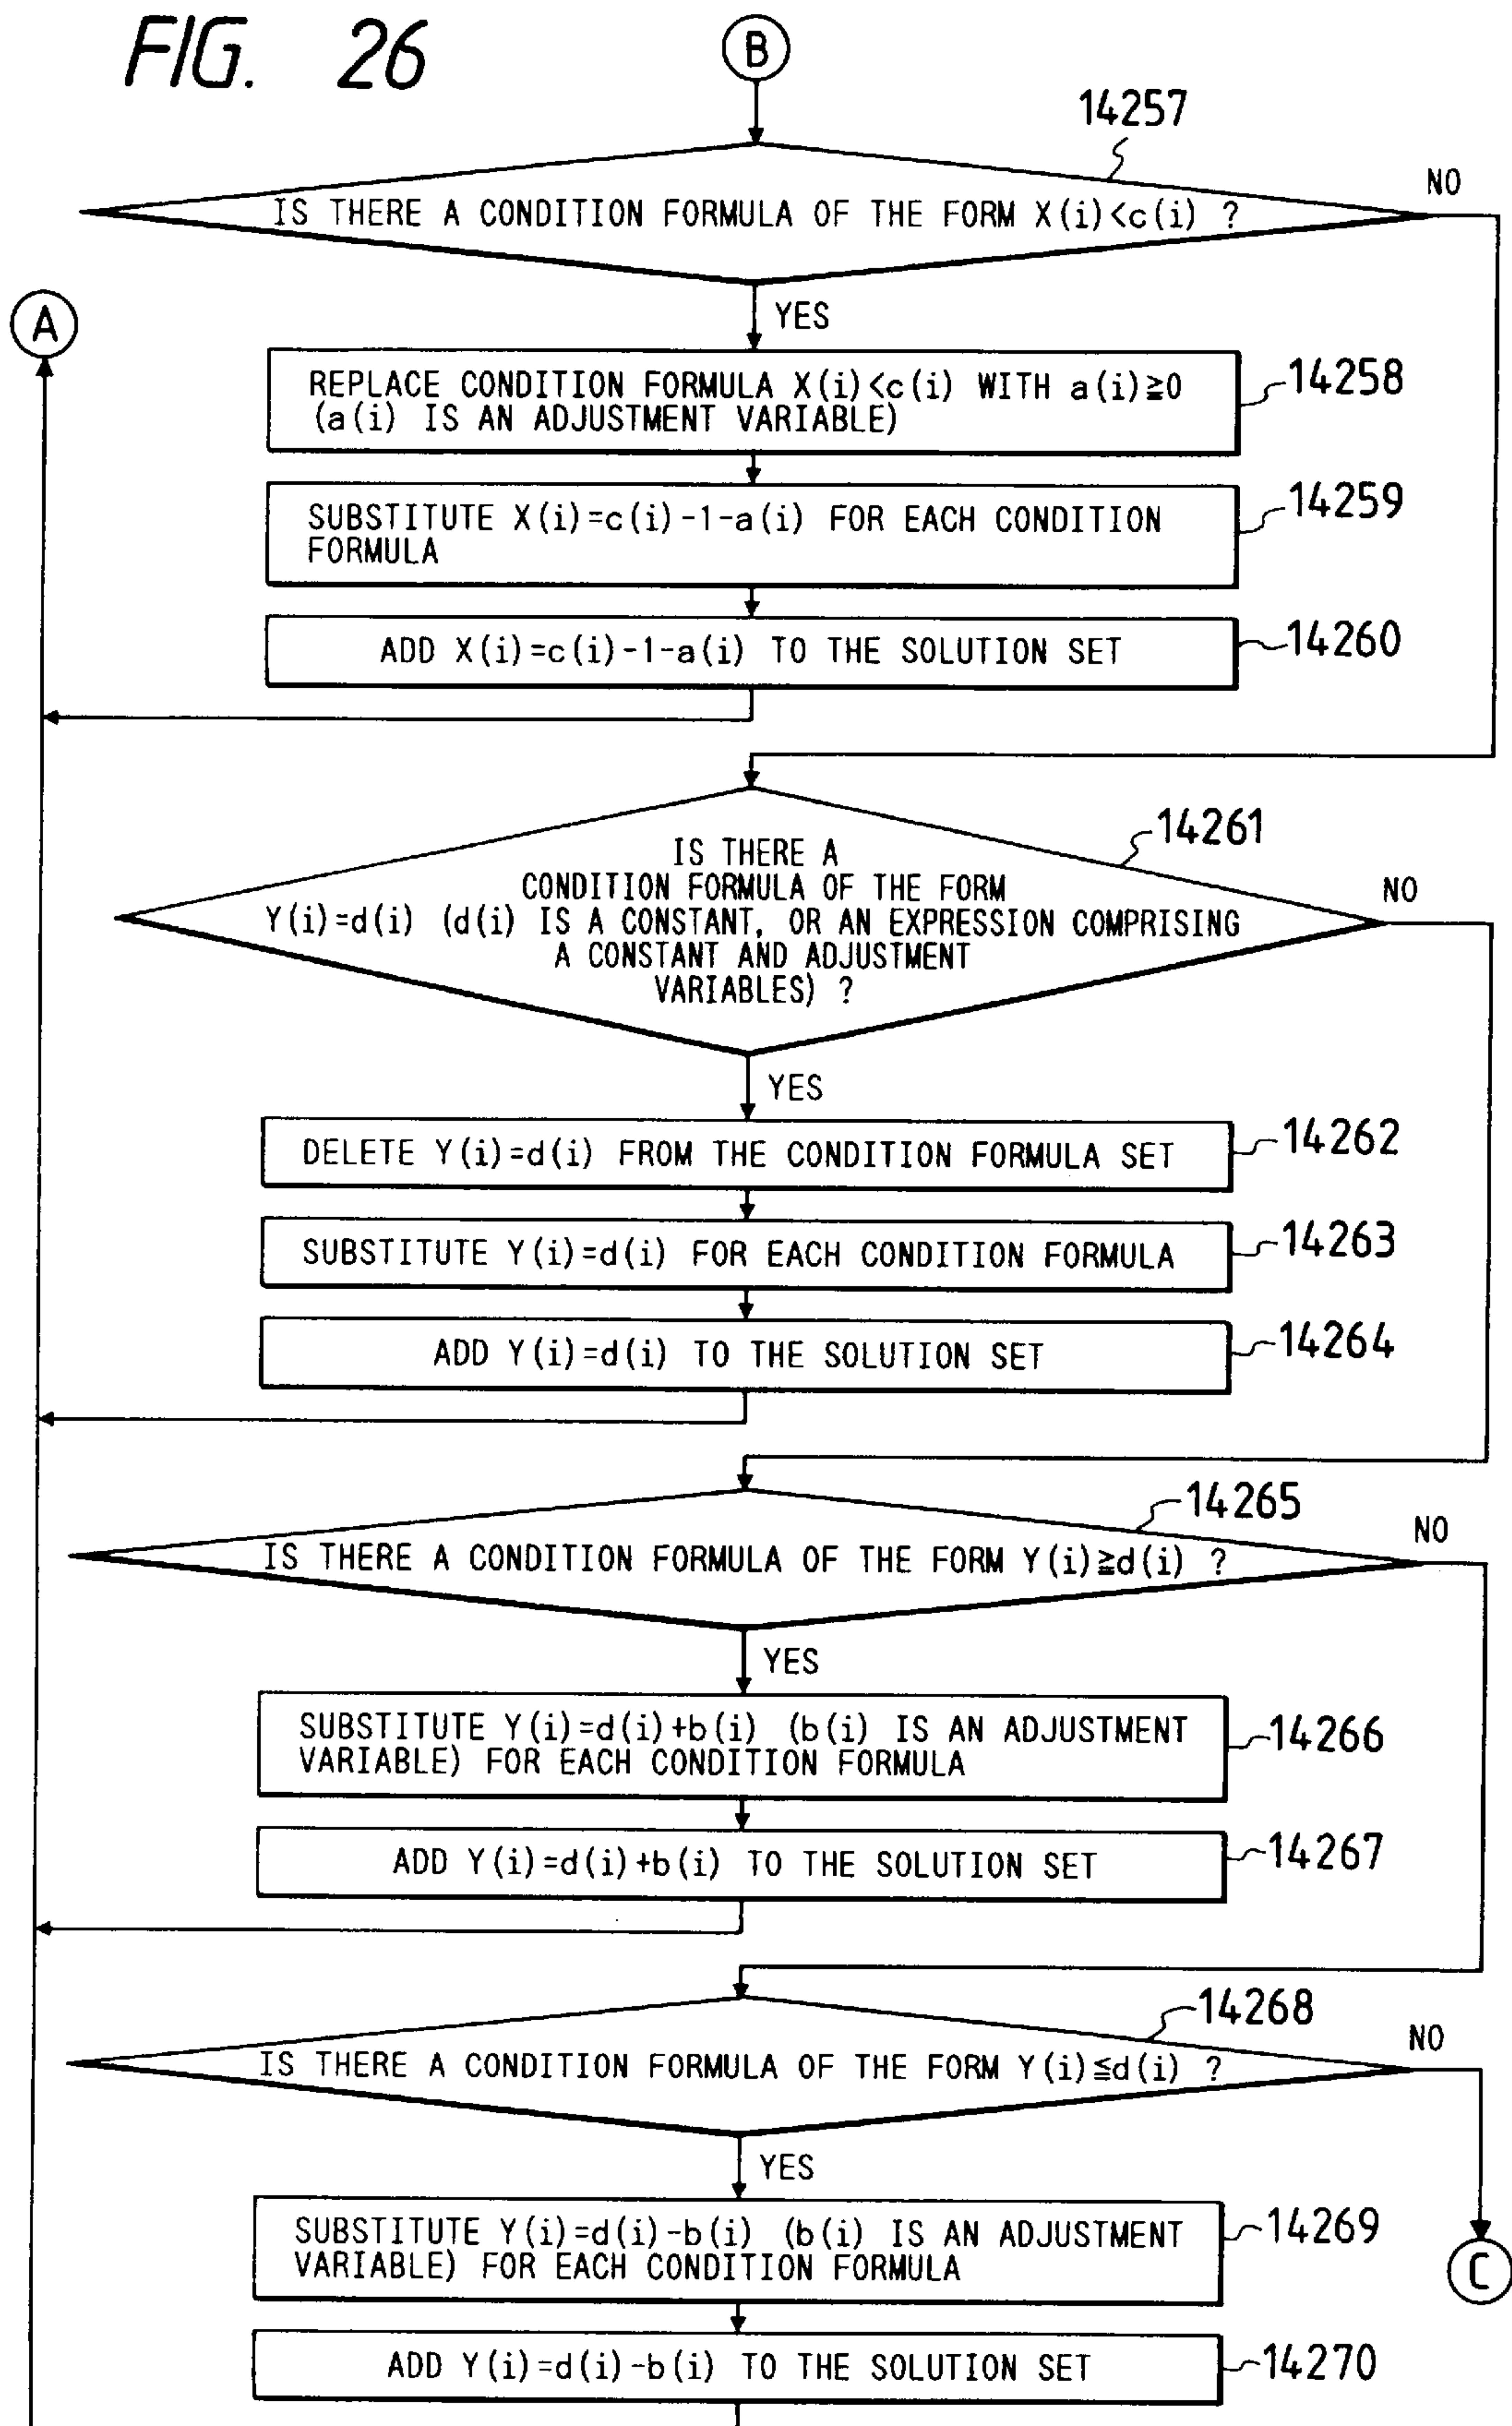 FIG. 26
B
14257
NO
IS THERE A CONDITION FORMULA OF THE FORM X(i)<c(i) ?
A
YES
REPLACE CONDITION FORMULA X(i)<c(i) WITH a(i)≧0
(a(i) IS AN ADJUSTMENT VARIABLE)
14258
SUBSTITUTE X(i)=c(i)-1-a(i) FOR EACH CONDITION
FORMULA
14259
ADD X(i)=c(i)-1-a(i) TO THE SOLUTION SET
14260
14261
NO
IS THERE A
CONDITION FORMULA OF THE FORM
Y(i)=d(i) (d(i) IS A CONSTANT, OR AN EXPRESSION COMPRISING
A CONSTANT AND ADJUSTMENT
VARIABLES) ?
YES
DELETE Y(i)=d(i) FROM THE CONDITION FORMULA SET
14262
SUBSTITUTE Y(i)=d(i) FOR EACH CONDITION FORMULA
14263
ADD Y(i)=d(i) TO THE SOLUTION SET
14264
14265
NO
IS THERE A CONDITION FORMULA OF THE FORM Y(i)≧d(i) ?
YES
SUBSTITUTE Y(i)=d(i)+b(i) (b(i) IS AN ADJUSTMENT
VARIABLE) FOR EACH CONDITION FORMULA
14266
ADD Y(i)=d(i)+b(i) TO THE SOLUTION SET
14267
14268
NO
IS THERE A CONDITION FORMULA OF THE FORM Y(i)≦d(i) ?
YES
SUBSTITUTE Y(i)=d(i)-b(i) (b(i) IS AN ADJUSTMENT
VARIABLE) FOR EACH CONDITION FORMULA
14269
C
ADD Y(i)=d(i)-b(i) TO THE SOLUTION SET
14270